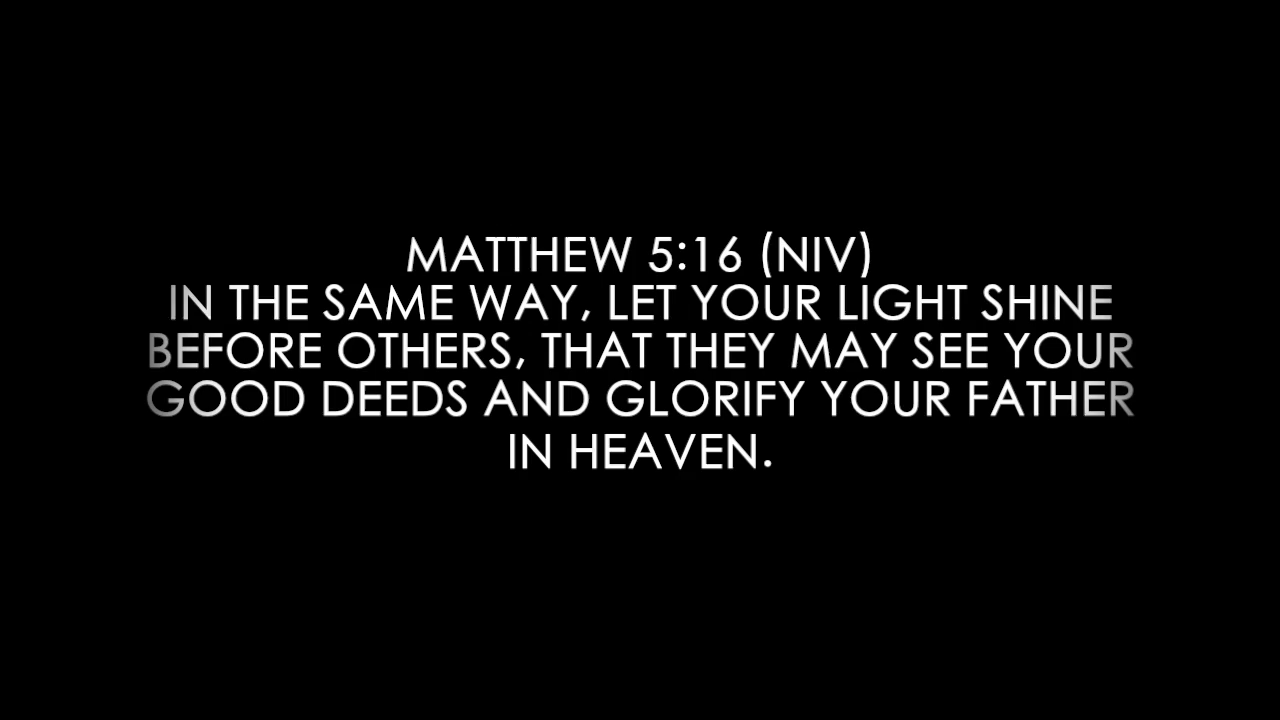 MATTHEW 5:16 (NIV)
IN THE SAME WAY, LET YOUR LIGHT SHINE
BEFORE OTHERS, THAT THEY MAY SEE YOUR
GOOD DEEDS AND GLORIFY YOUR FATHER
IN HEAVEN.